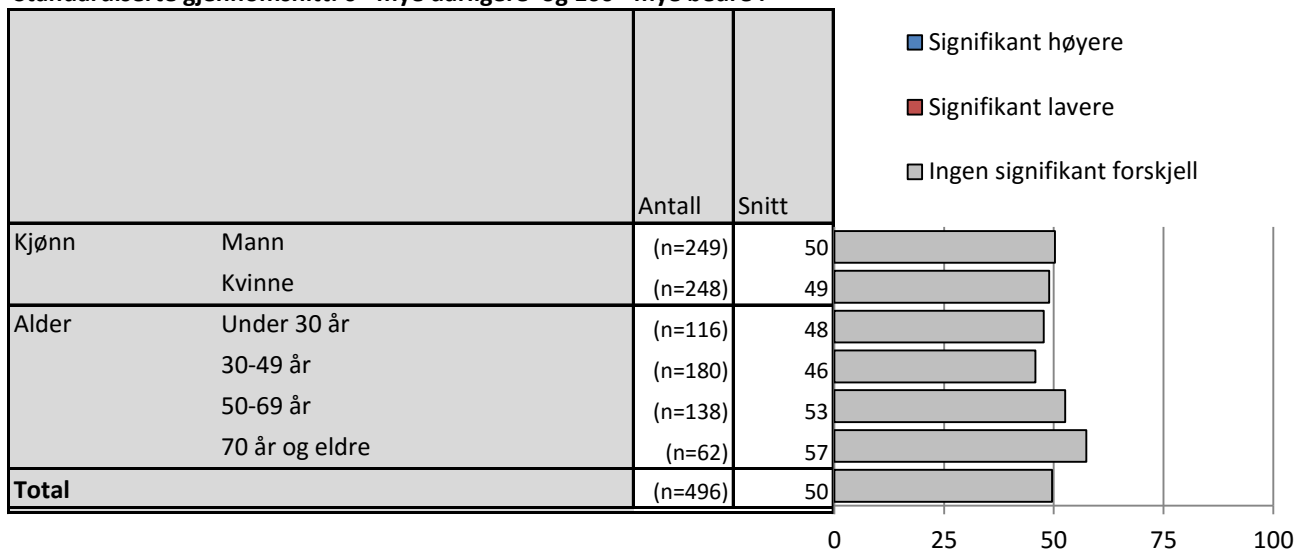 Signifikant høyere
Signifikant lavere
Ingen signifikant forskjell
Antall Snitt
Kjønn Mann (n=249) 50
Kvinne (n=248) 49
Alder Under 30 år (n=116) 48
30-49 år (n=180) 46
50-69 år (n=138) 53
70 år og eldre (n=62) 57
Total (n=496) 50
0 25 50 75 100